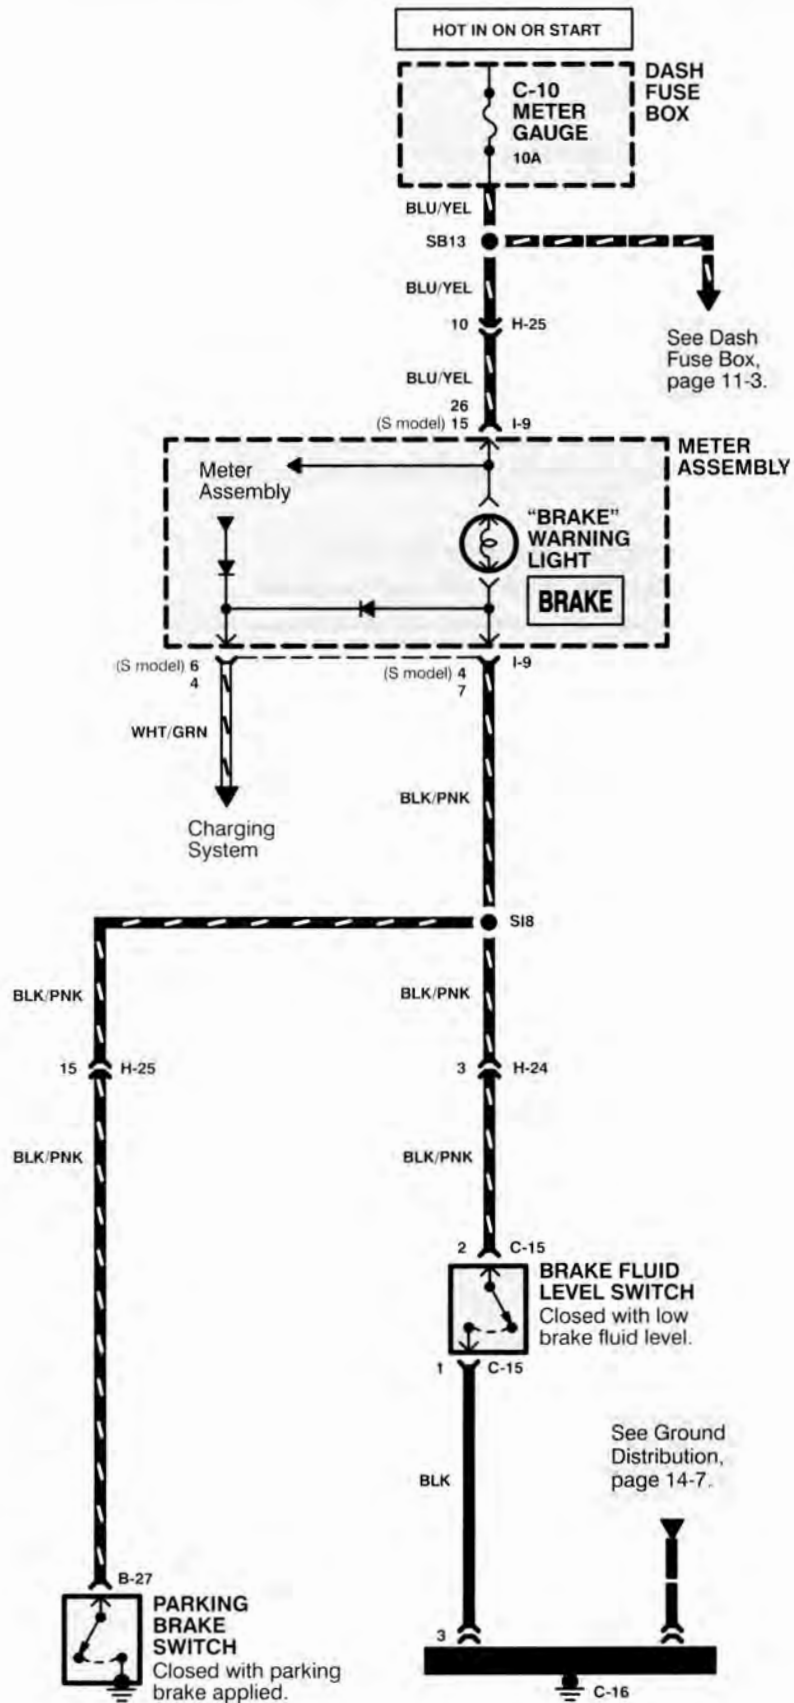 HOT IN ON OR START
DASH
FUSE
BOX
C-10
METER
GAUGE
10A
BLU/YEL
SB13
BLU/YEL
10 H-25
See Dash
Fuse Box,
page 11-3.
BLU/YEL
26
(S model) 15 I-9
METER
ASSEMBLY
Meter
Assembly
"BRAKE"
WARNING
LIGHT
BRAKE
(S model) 6
4
(S model) 4
7
I-9
WHT/GRN
BLK/PNK
Charging
System
SI8
BLK/PNK
BLK/PNK
15 H-25
3 H-24
BLK/PNK
BLK/PNK
2 C-15
BRAKE FLUID
LEVEL SWITCH
Closed with low
brake fluid level.
1 C-15
See Ground
Distribution,
page 14-7.
BLK
B-27
PARKING
BRAKE
SWITCH
Closed with parking
brake applied.
3
C-16